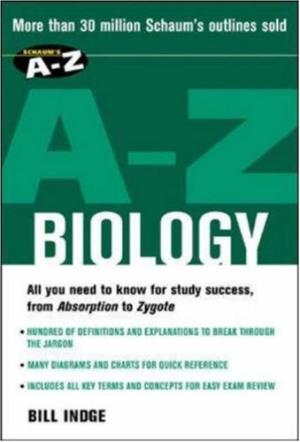 More than 30 million Schaum's outlines sold
SCHAUM'S
A-Z
A-Z
BIOLOGY
All you need to know for study success,
from Absorption to Zygote
• HUNDRED OF DEFINITIONS AND EXPLANATIONS TO BREAK THROUGH
THE JARGON
• MANY DIAGRAMS AND CHARTS FOR QUICK REFERENCE
• INCLUDES ALL KEY TERMS AND CONCEPTS FOR EASY EXAM REVIEW
BILL INDGE